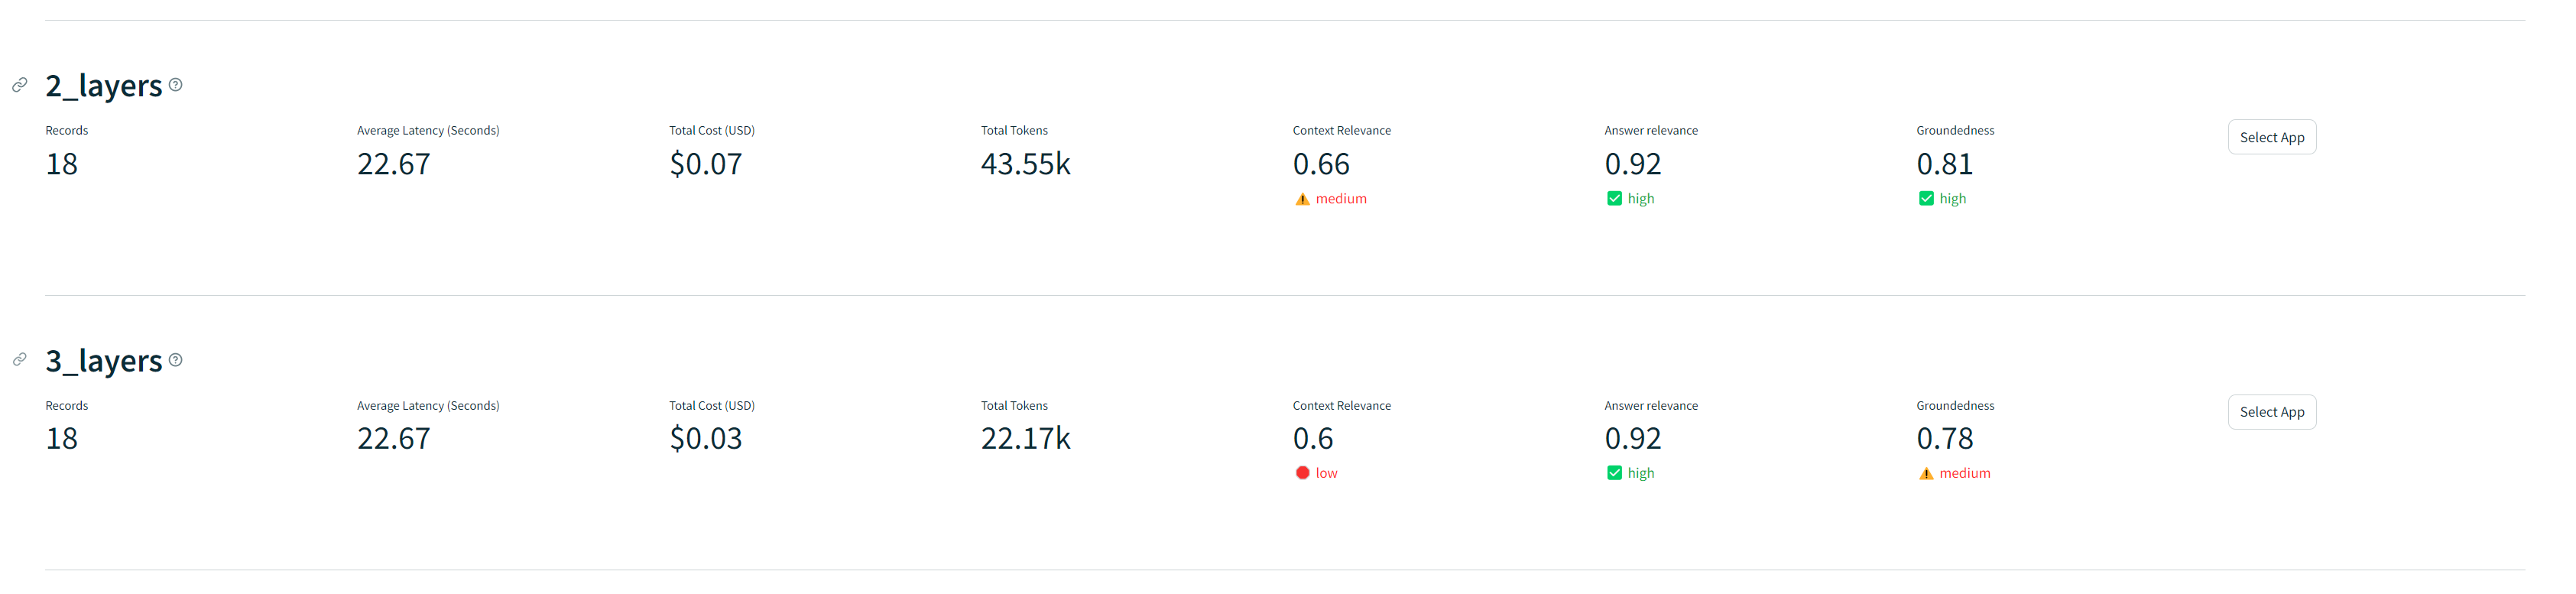 2_layers
Records Average Latency (Seconds) Total Cost (USD) Total Tokens Context Relevance Answer relevance Groundedness Select App
18 22.67 $0.07 43.55k 0.66 0.92 0.81
medium high high
3_layers
Records Average Latency (Seconds) Total Cost (USD) Total Tokens Context Relevance Answer relevance Groundedness Select App
18 22.67 $0.03 22.17k 0.6 0.92 0.78
low high medium